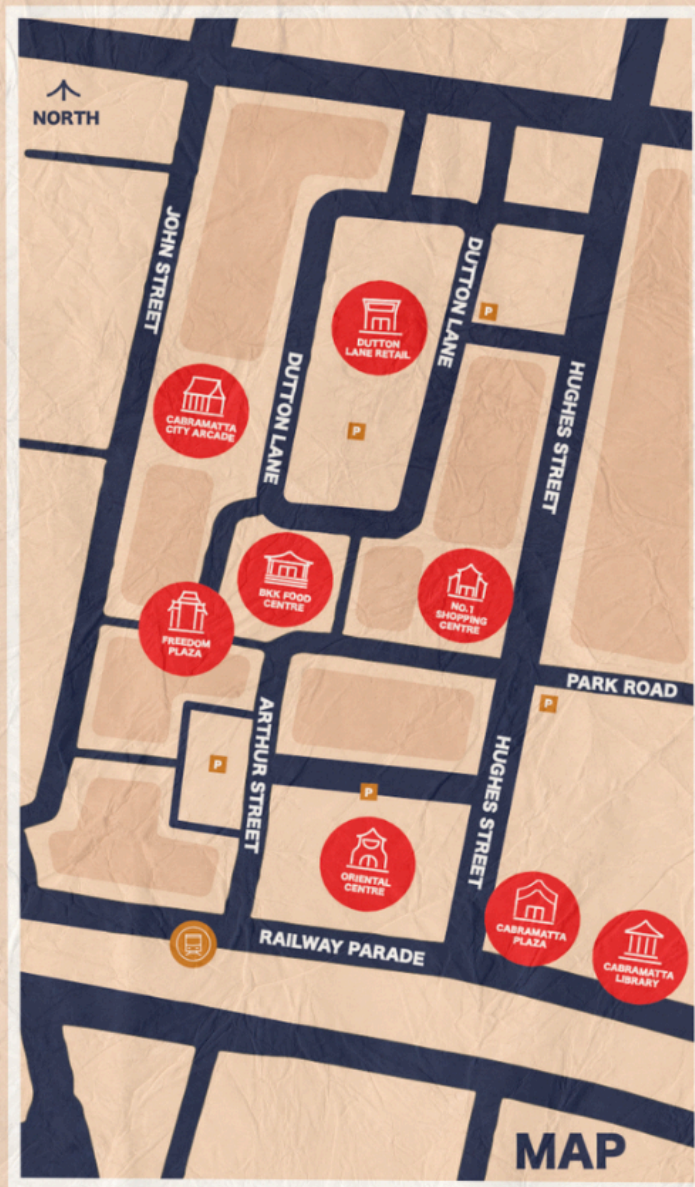 NORTH
JOHN STREET
DUTTON LANE
P
DUTTON
LANE RETAIL
CABRAMATTA
CITY ARCADE
DUTTON LANE
P
HUGHES STREET
BKK FOOD
CENTRE
NO.1
SHOPPING
CENTRE
FREEDOM
PLAZA
PARK ROAD
P
ARTHUR STREET
P
HUGHES STREET
P
ORIENTAL
CENTRE
CABRAMATTA
PLAZA
RAILWAY PARADE
CABRAMATTA
LIBRARY
MAP